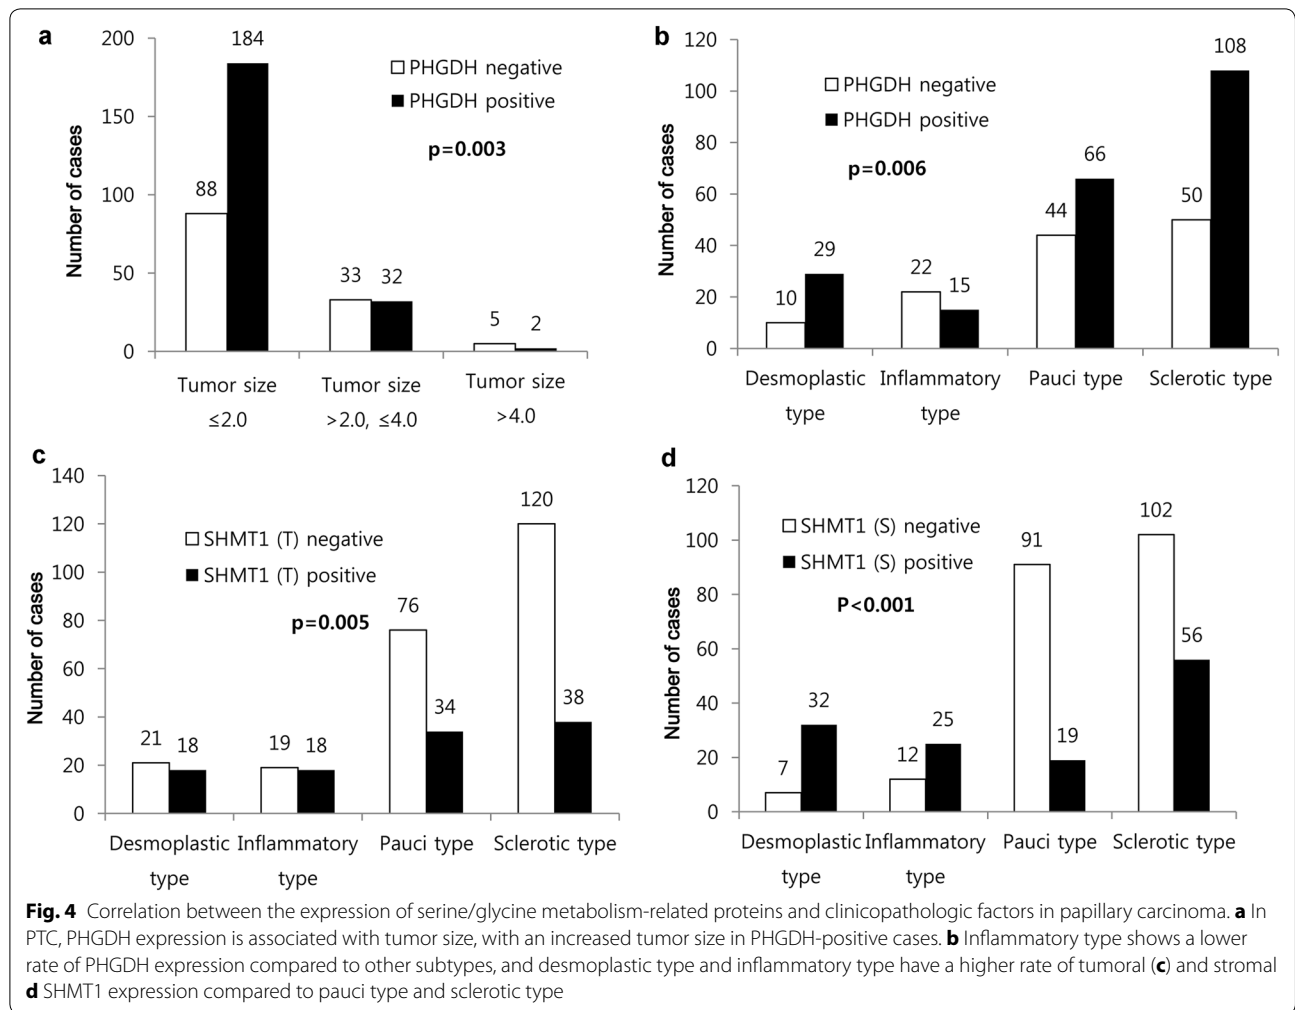 a
200
150
100
50
0
Number of cases
184
88
33
32
5
2
PHGDH negative
PHGDH positive
p=0.003
Tumor size
≤2.0
Tumor size
>2.0, ≤4.0
Tumor size
>4.0
b
120
100
80
60
40
20
0
Number of cases
10
29
22
15
44
66
50
108
PHGDH negative
PHGDH positive
p=0.006
Desmoplastic
type
Inflammatory
type
Pauci type
Sclerotic type
c
140
120
100
80
60
40
20
0
Number of cases
21
18
19
18
76
34
120
38
SHMT1 (T) negative
SHMT1 (T) positive
p=0.005
Desmoplastic
type
Inflammatory
type
Pauci type
Sclerotic type
d
120
100
80
60
40
20
0
Number of cases
7
32
12
25
91
19
102
56
SHMT1 (S) negative
SHMT1 (S) positive
P<0.001
Desmoplastic
type
Inflammatory
type
Pauci type
Sclerotic type
Fig. 4 Correlation between the expression of serine/glycine metabolism-related proteins and clinicopathologic factors in papillary carcinoma. a In
PTC, PHGDH expression is associated with tumor size, with an increased tumor size in PHGDH-positive cases. b Inflammatory type shows a lower
rate of PHGDH expression compared to other subtypes, and desmoplastic type and inflammatory type have a higher rate of tumoral (c) and stromal
d SHMT1 expression compared to pauci type and sclerotic type